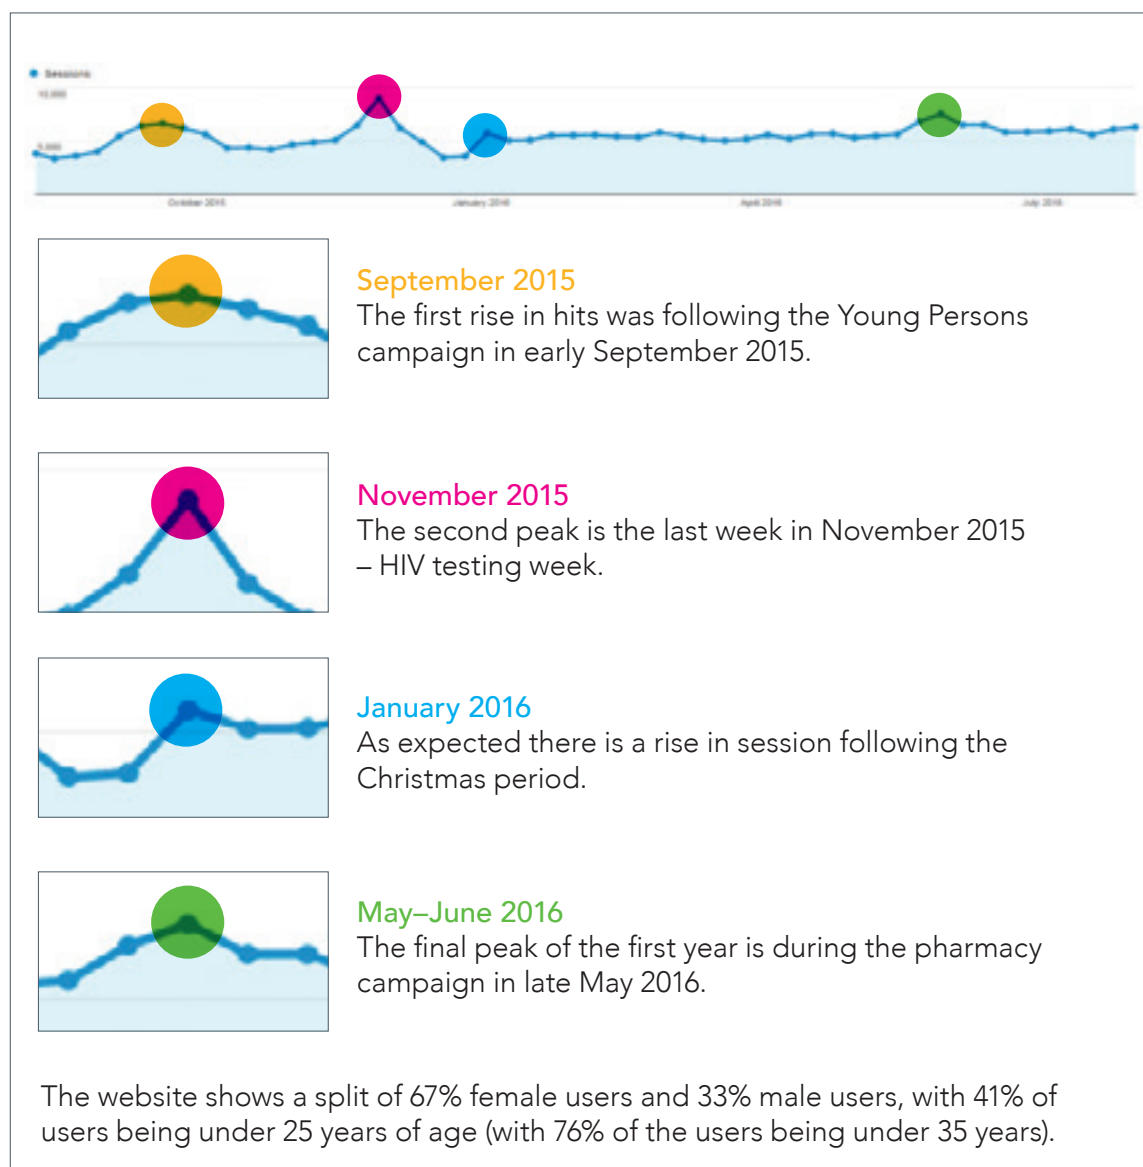 Sessions
10,000
5,000
October 2015
January 2016
April 2016
July 2016
September 2015
The first rise in hits was following the Young Persons
campaign in early September 2015.
November 2015
The second peak is the last week in November 2015
– HIV testing week.
January 2016
As expected there is a rise in session following the
Christmas period.
May–June 2016
The final peak of the first year is during the pharmacy
campaign in late May 2016.
The website shows a split of 67% female users and 33% male users, with 41% of
users being under 25 years of age (with 76% of the users being under 35 years).